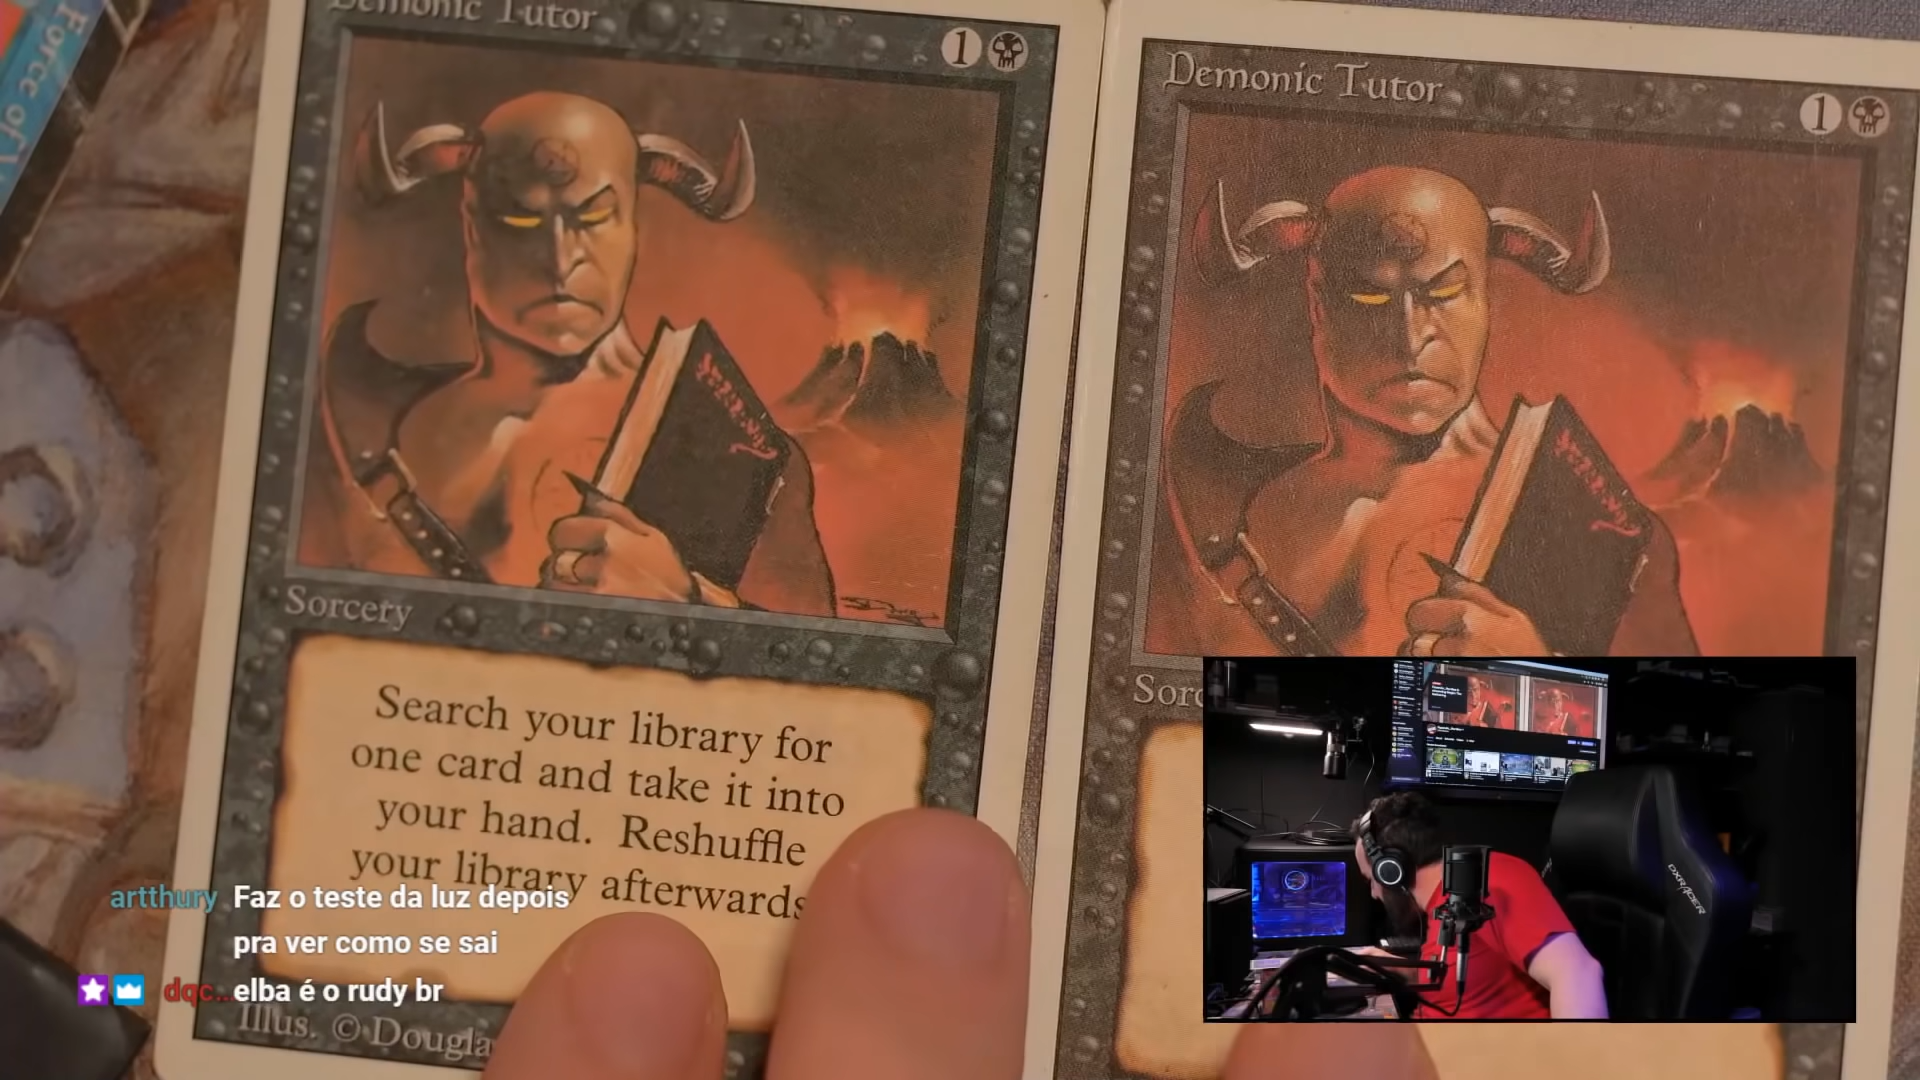 Force of
Demonic Tutor
1
Sorcery
Search your library for
one card and take it into
your hand. Reshuffle
your library afterwards
Illus. © Dougla
Demonic Tutor
1
Sorc
artthury Faz o teste da luz depois
pra ver como se sai
dqc... elba é o rudy br
DXRACER